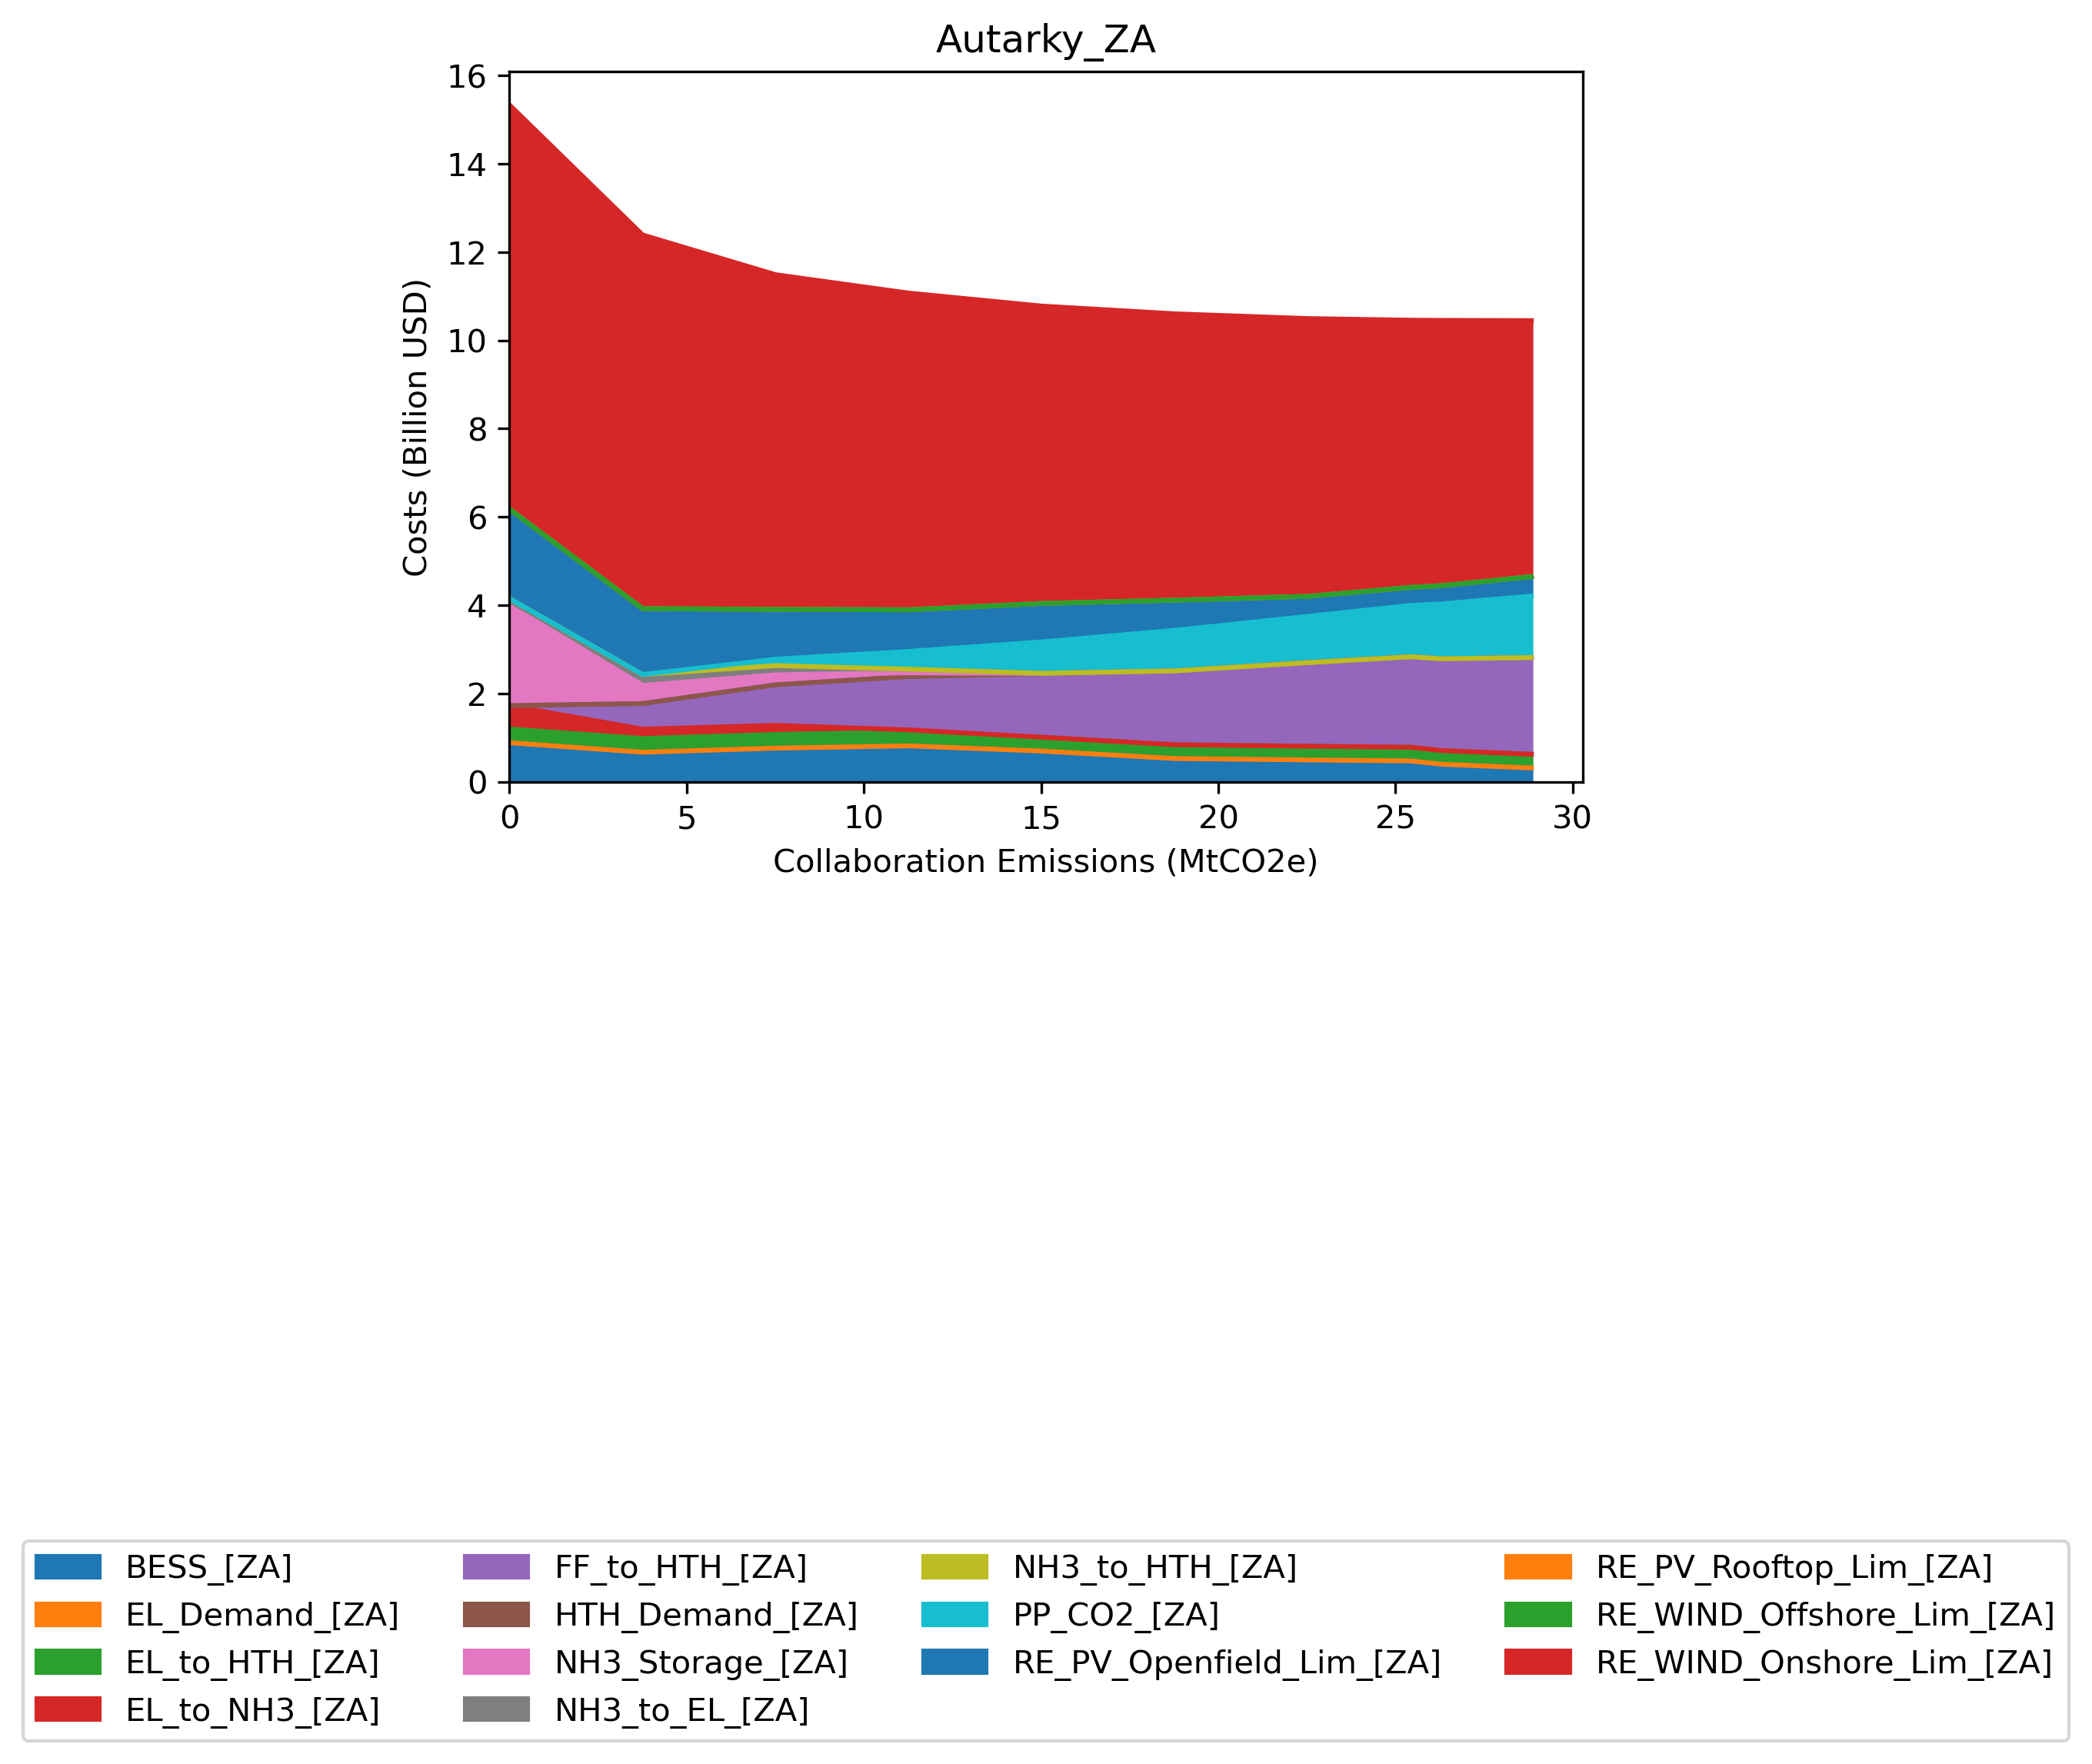 Autarky_ZA
16
14
12
10
8
6
4
2
0
Costs (Billion USD)
0 5 10 15 20 25 30
Collaboration Emissions (MtCO2e)
BESS_[ZA]
EL_Demand_[ZA]
EL_to_HTH_[ZA]
EL_to_NH3_[ZA]
FF_to_HTH_[ZA]
HTH_Demand_[ZA]
NH3_Storage_[ZA]
NH3_to_EL_[ZA]
NH3_to_HTH_[ZA]
PP_CO2_[ZA]
RE_PV_Openfield_Lim_[ZA]
RE_PV_Rooftop_Lim_[ZA]
RE_WIND_Offshore_Lim_[ZA]
RE_WIND_Onshore_Lim_[ZA]